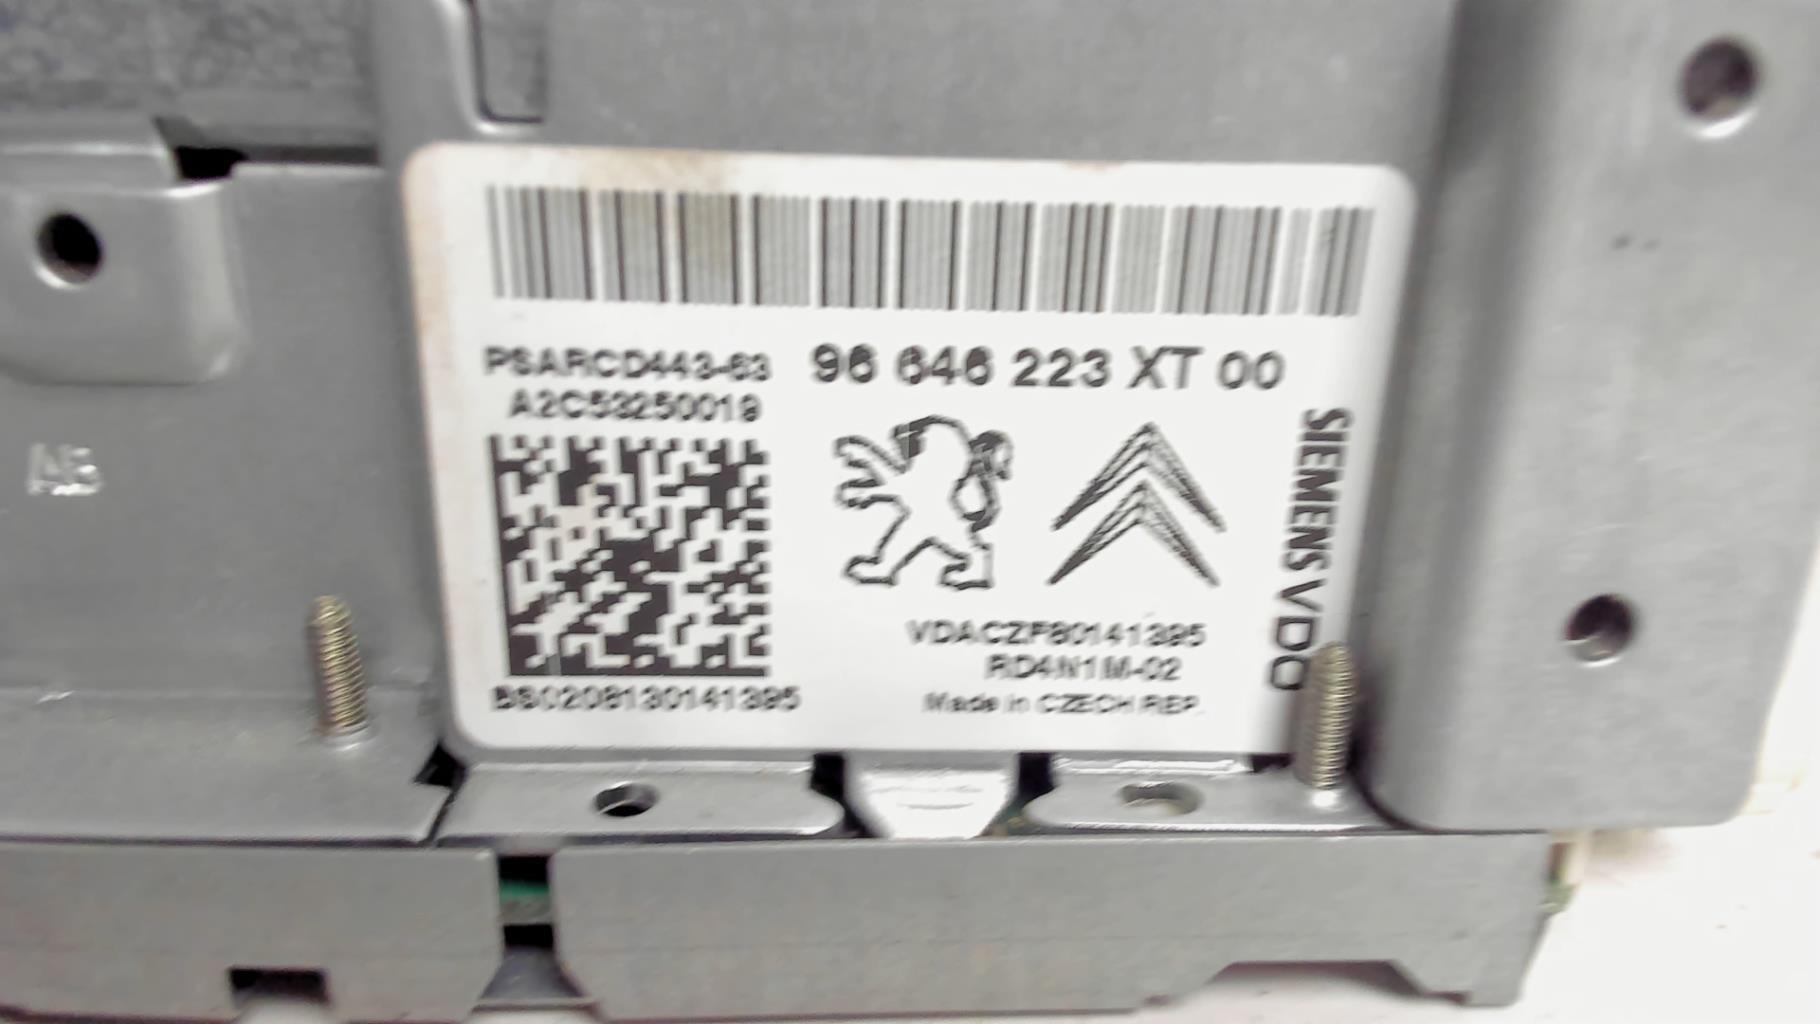 PSARCD443-63
96 646 223 XT 00
A2C53250019
SIEMENS VDO
VDACZF80141395
RD4N1M-02
BS0208130141395
Made in CZECH REP.